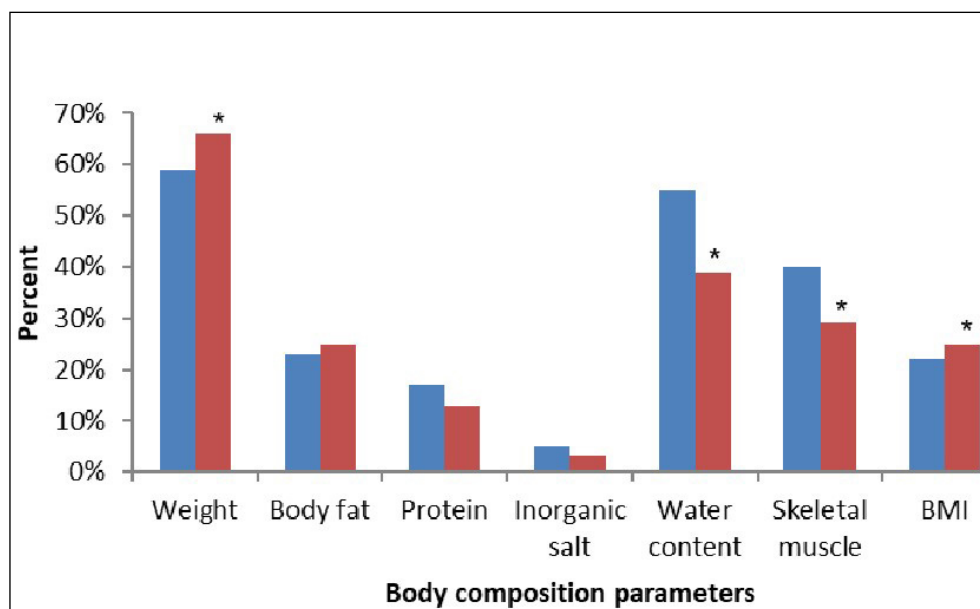 Percent
70%
60%
50%
40%
30%
20%
10%
0%
*
*
*
*
Weight
Body fat
Protein
Inorganic
salt
Water
content
Skeletal
muscle
BMI
Body composition parameters